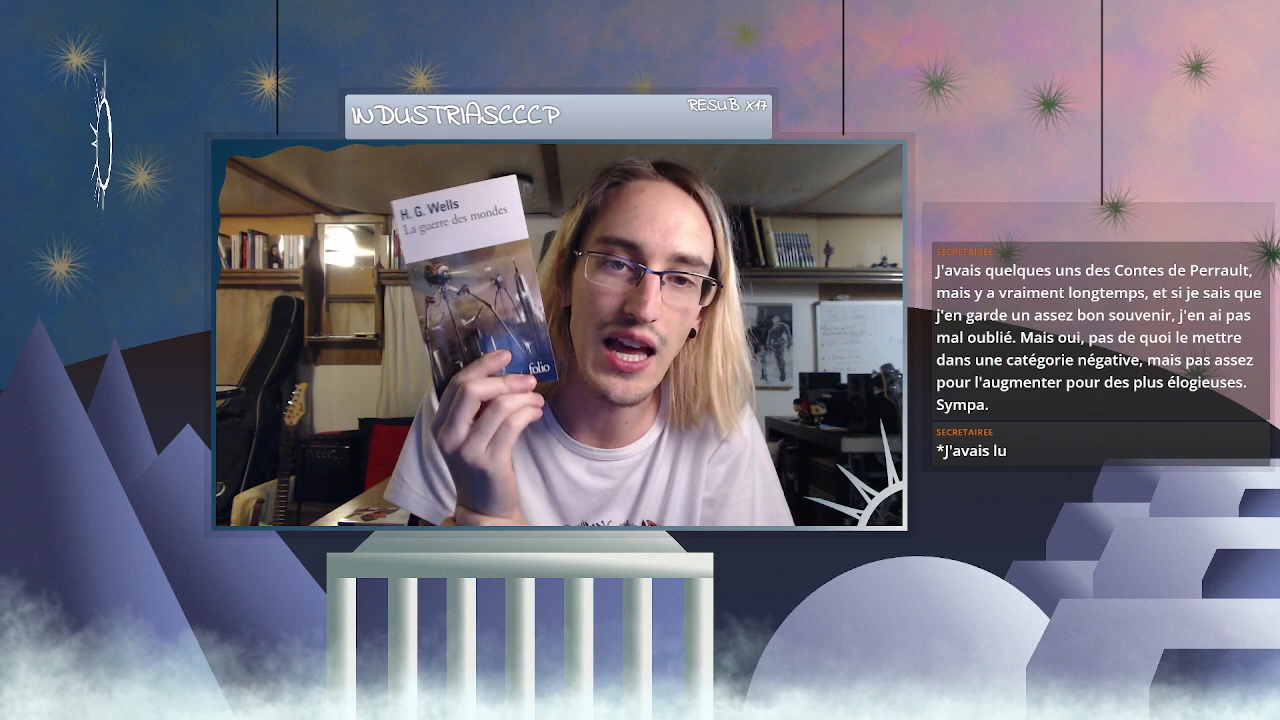 INDUSTRIASCCCP
RESUB X17
H. G. Wells
La guerre des mondes
folio
SECRETAIREE
J'avais quelques uns des Contes de Perrault,
mais y a vraiment longtemps, et si je sais que
j'en garde un assez bon souvenir, j'en ai pas
mal oublié. Mais oui, pas de quoi le mettre
dans une catégorie négative, mais pas assez
pour l'augmenter pour des plus élogieuses.
Sympa.
SECRETAIREE
*J'avais lu